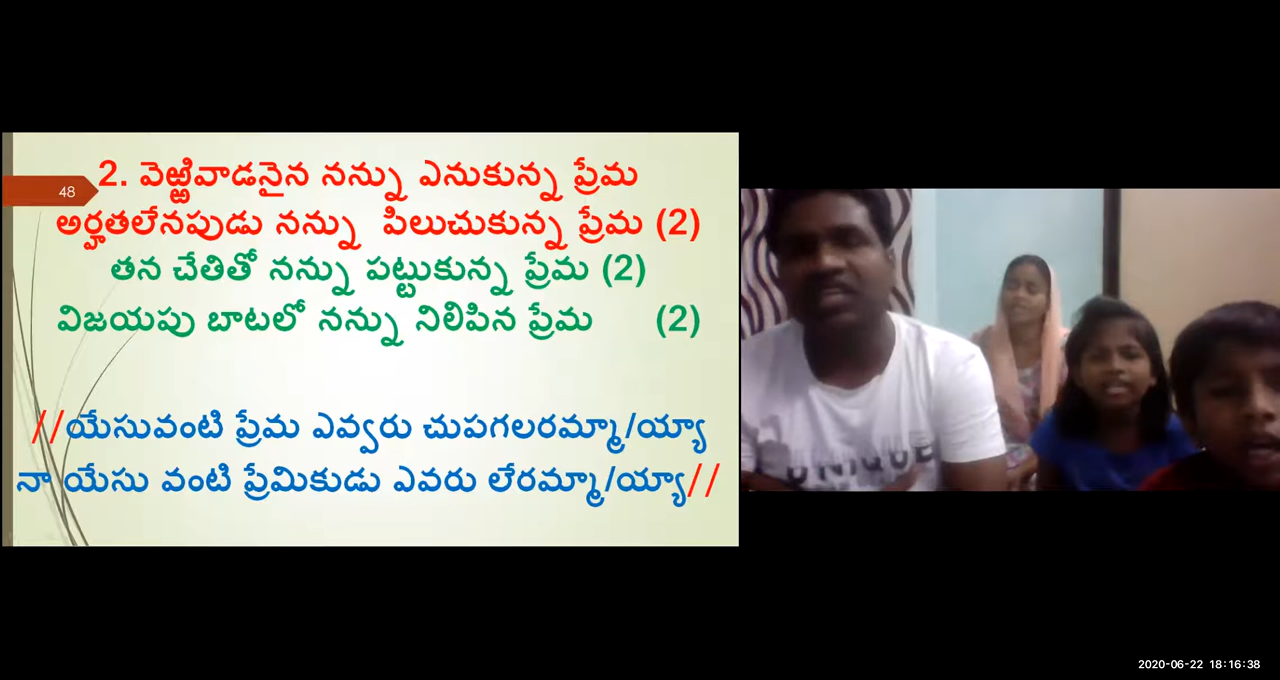 48
2. వెఱ్ఱివాడనైన నన్ను ఎనుకున్న ప్రేమ
అర్హతలేనపుడు నన్ను పిలుచుకున్న ప్రేమ (2)
తన చేతితో నన్ను పట్టుకున్న ప్రేమ (2)
విజయపు బాటలో నన్ను నిలిపిన ప్రేమ (2)
//యేసువంటి ప్రేమ ఎవ్వరు చుపగలరమ్మా/య్యా
నా యేసు వంటి ప్రేమికుడు ఎవరు లేరమ్మా/య్యా//
UNIQUE
2020-06-22 18:16:38